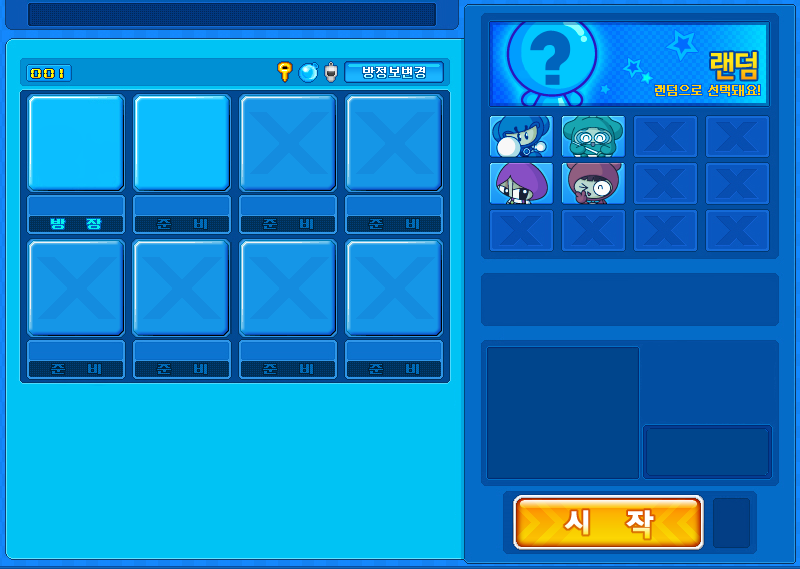 001
방정보변경
랜덤
랜덤으로 선택돼요!
방 장
준 비
준 비
준 비
준 비
준 비
준 비
준 비
시 작